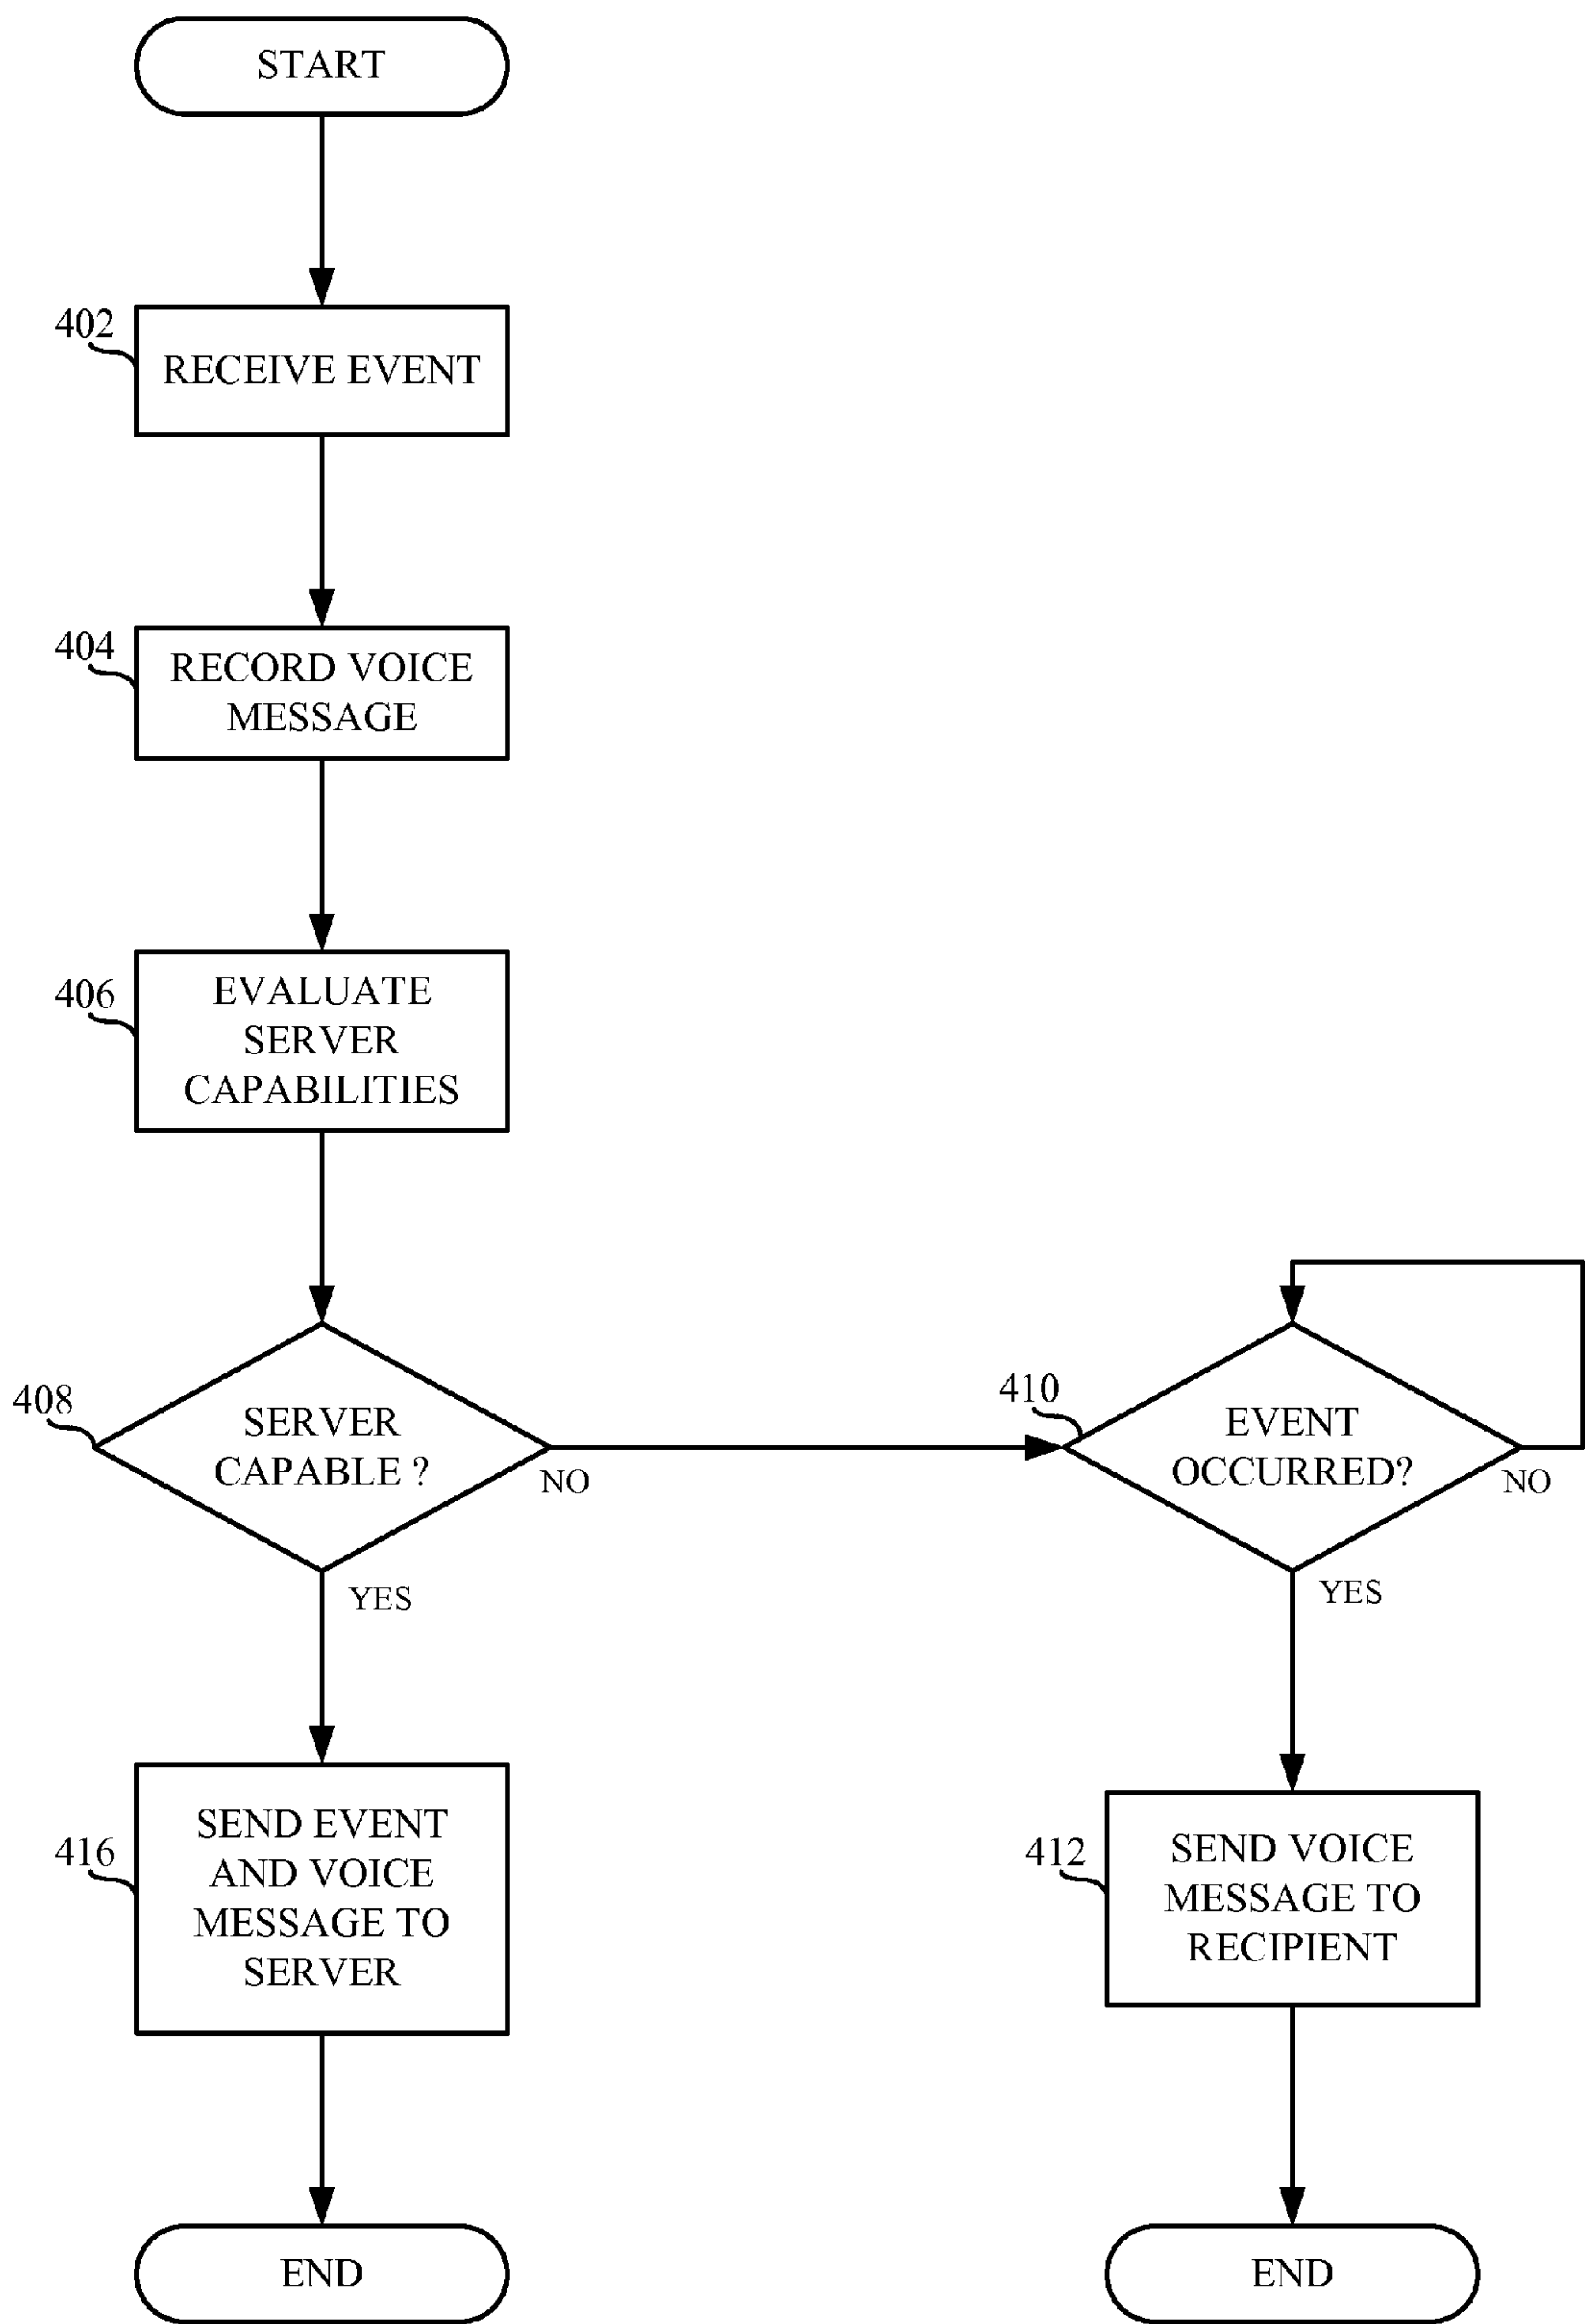 START
402
RECEIVE EVENT
404
RECORD VOICE
MESSAGE
406
EVALUATE
SERVER
CAPABILITIES
408
SERVER
CAPABLE ?
NO
YES
410
EVENT
OCCURRED?
NO
YES
416
SEND EVENT
AND VOICE
MESSAGE TO
SERVER
412
SEND VOICE
MESSAGE TO
RECIPIENT
END
END